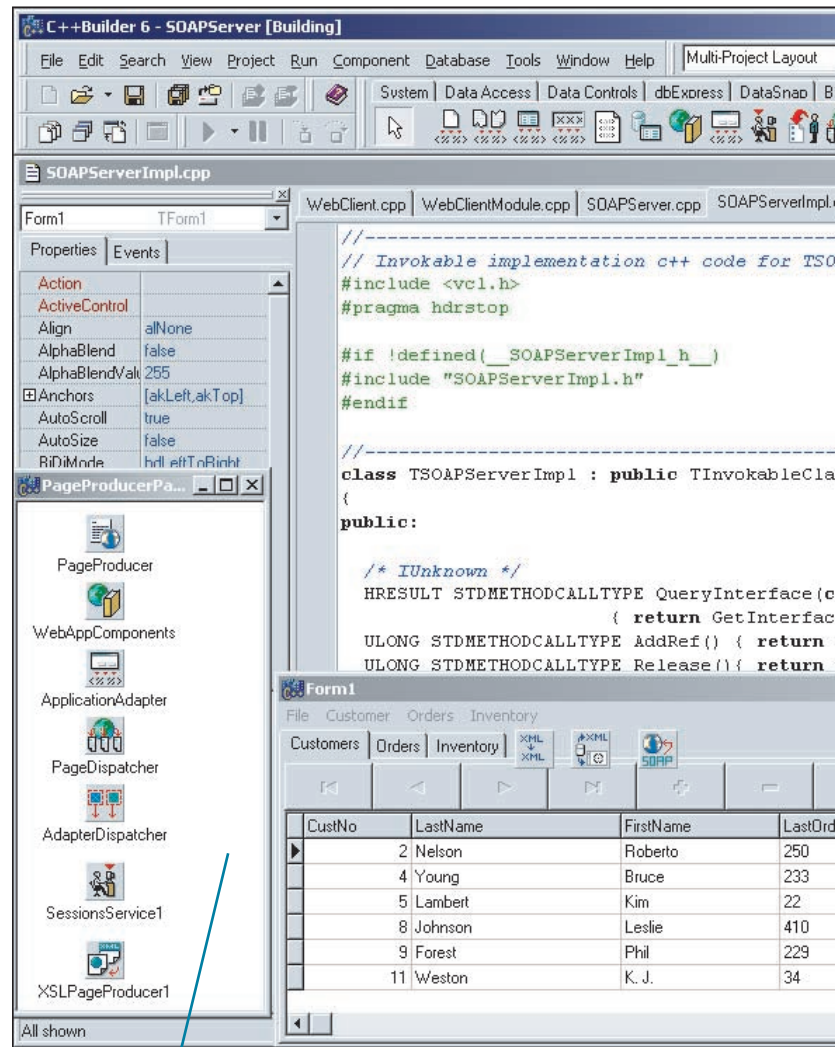 C++Builder 6 - SOAPServer [Building]
File Edit Search View Project Run Component Database Tools Window Help Multi-Project Layout
System Data Access Data Controls dbExpress DataSnap B
SOAPServerImpl.cpp
Form1 TForm1
Properties Events
Action
ActiveControl
Align alNone
AlphaBlend false
AlphaBlendValu 255
Anchors [akLeft,akTop]
AutoScroll true
AutoSize false
BiDiMode bdLeftToRight
WebClient.cpp WebClientModule.cpp SOAPServer.cpp SOAPServerImpl.c
//----------------------------------------
// Invokable implementation c++ code for TSO
#include <vcl.h>
#pragma hdrstop
#if !defined(__SOAPServerImpl_h__)
#include "SOAPServerImpl.h"
#endif
//----------------------------------------
class TSOAPServerImpl : public TInvokableCla
{
public:
/* IUnknown */
HRESULT STDMETHODCALLTYPE QueryInterface(c
{ return GetInterfac
ULONG STDMETHODCALLTYPE AddRef() { return
ULONG STDMETHODCALLTYPE Release(){ return
PageProducerPa...
PageProducer
WebAppComponents
ApplicationAdapter
PageDispatcher
AdapterDispatcher
SessionsService1
XSLPageProducer1
All shown
Form1
File Customer Orders Inventory
Customers Orders Inventory XML XML XML SOAP
CustNo LastName FirstName LastOrd
2 Nelson Roberto 250
4 Young Bruce 233
5 Lambert Kim 22
8 Johnson Leslie 410
9 Forest Phil 229
11 Weston K. J. 34